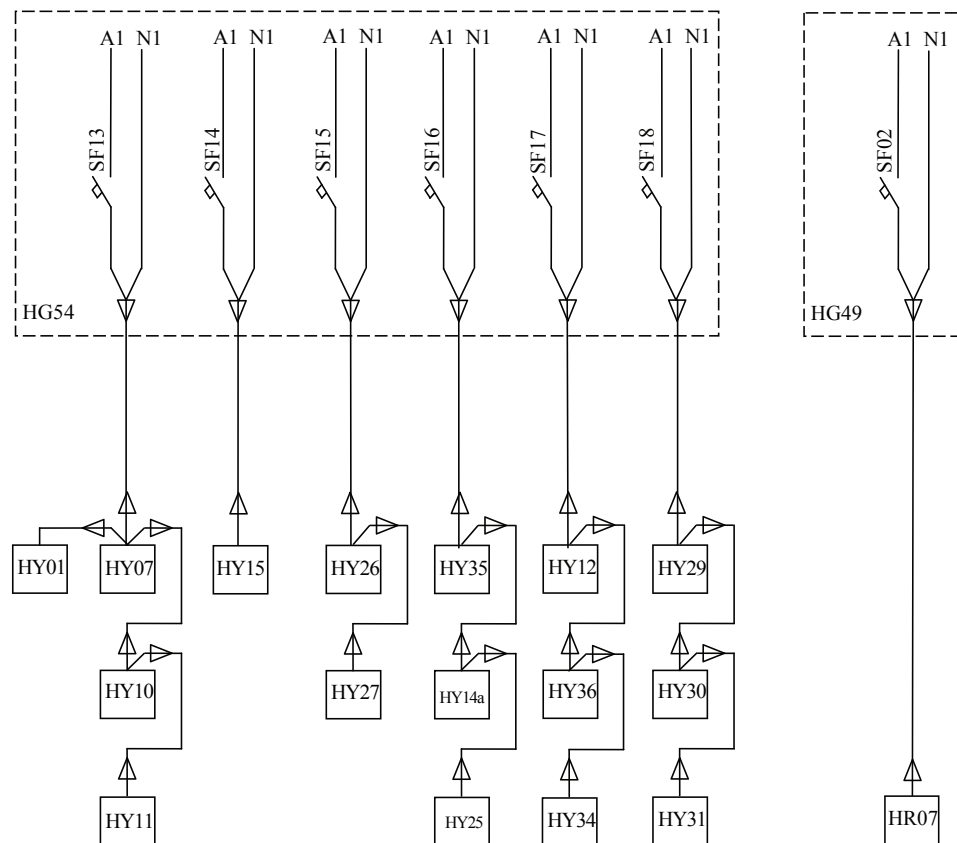 A1 N1 A1 N1 A1 N1 A1 N1 A1 N1 A1 N1 A1 N1
SF13 SF14 SF15 SF16 SF17 SF18 SF02
HG54 HG49
HY01 HY07 HY15 HY26 HY35 HY12 HY29
HY10 HY27 HY14a HY36 HY30
HY11 HY25 HY34 HY31 HR07